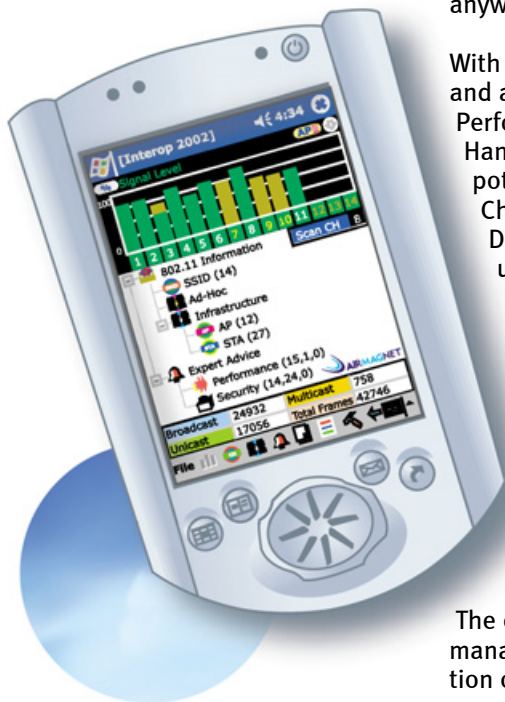 anyw
With
and a
Perfo
Han
pot
Ch
D
u
[Interop 2002] 4:34
% Signal Level AP
100
0
1 2 3 4 5 6 7 8 9 10 11 12 13 14
802.11 Information Scan CH 8
SSID (14)
Ad-Hoc
Infrastructure
AP (12)
STA (27)
Expert Advice
Performance (15,1,0)
Security (14,24,0) AIRMAGNET
Broadcast 24932 Multicast 758
Unicast 17056 Total Frames 42746
File
The
mana
tion o